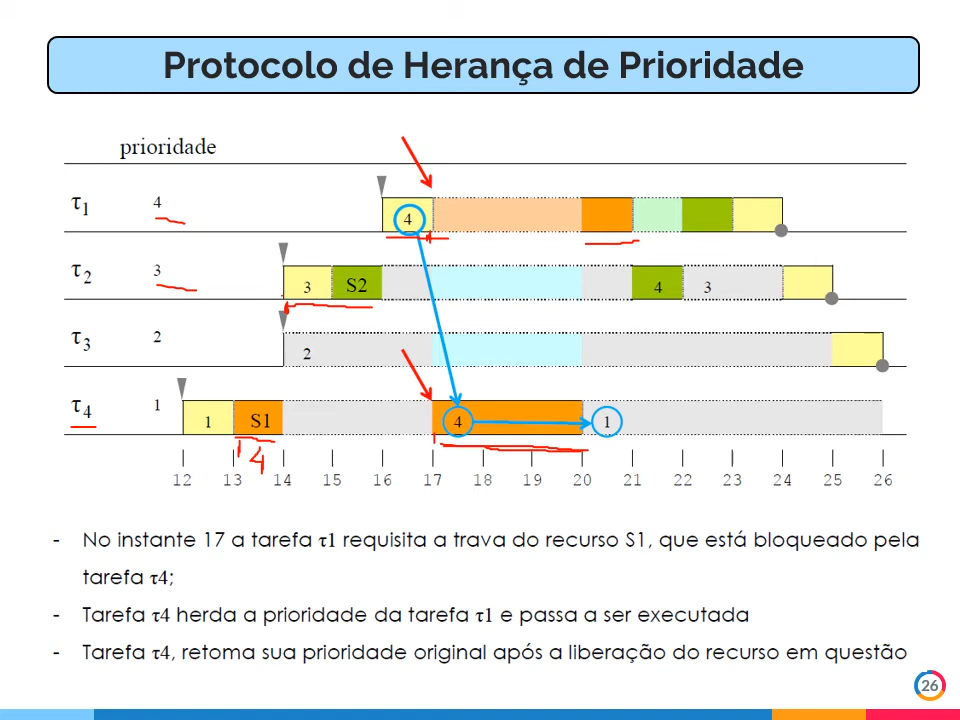 Protocolo de Herança de Prioridade
prioridade
τ1 4 4
τ2 3 3 S2 4 3
τ3 2 2
τ4 1 1 S1 4 1
4
12 13 14 15 16 17 18 19 20 21 22 23 24 25 26
- No instante 17 a tarefa τ1 requisita a trava do recurso S1, que está bloqueado pela
tarefa τ4;
- Tarefa τ4 herda a prioridade da tarefa τ1 e passa a ser executada
- Tarefa τ4, retoma sua prioridade original após a liberação do recurso em questão
26